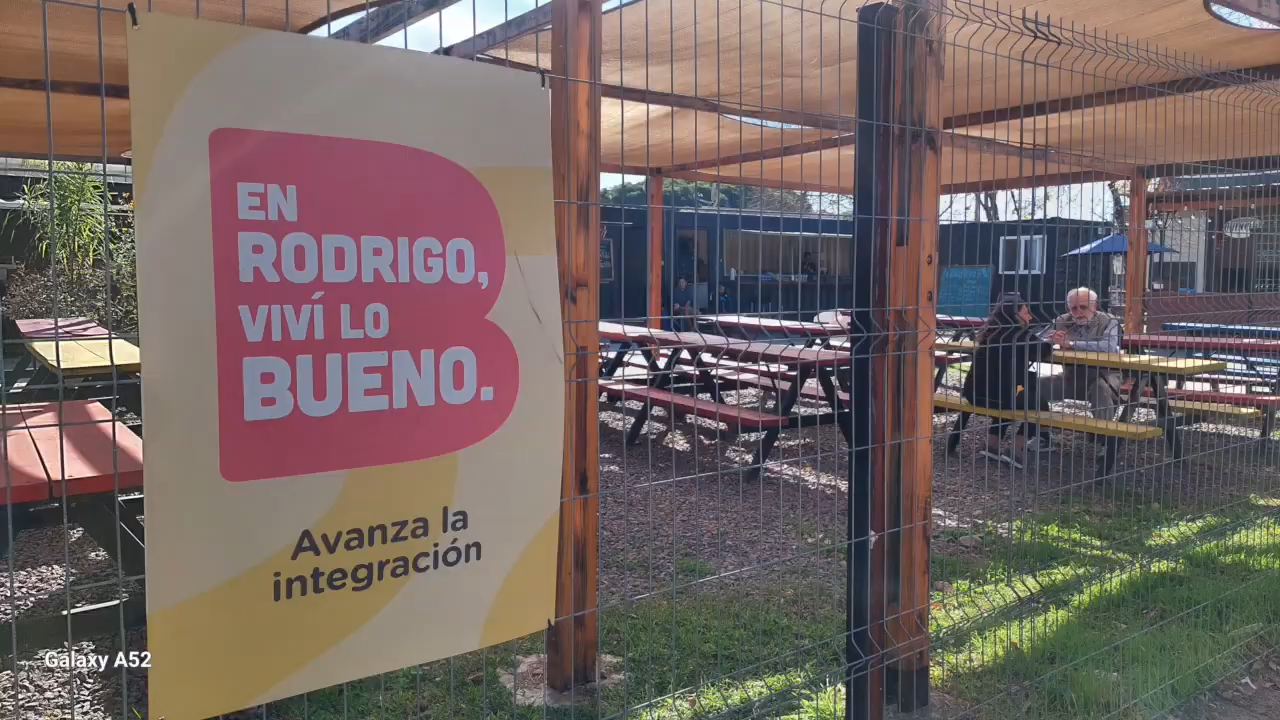 EN
RODRIGO,
VIVÍ LO
BUENO.
Avanza la
integración
Galaxy A52